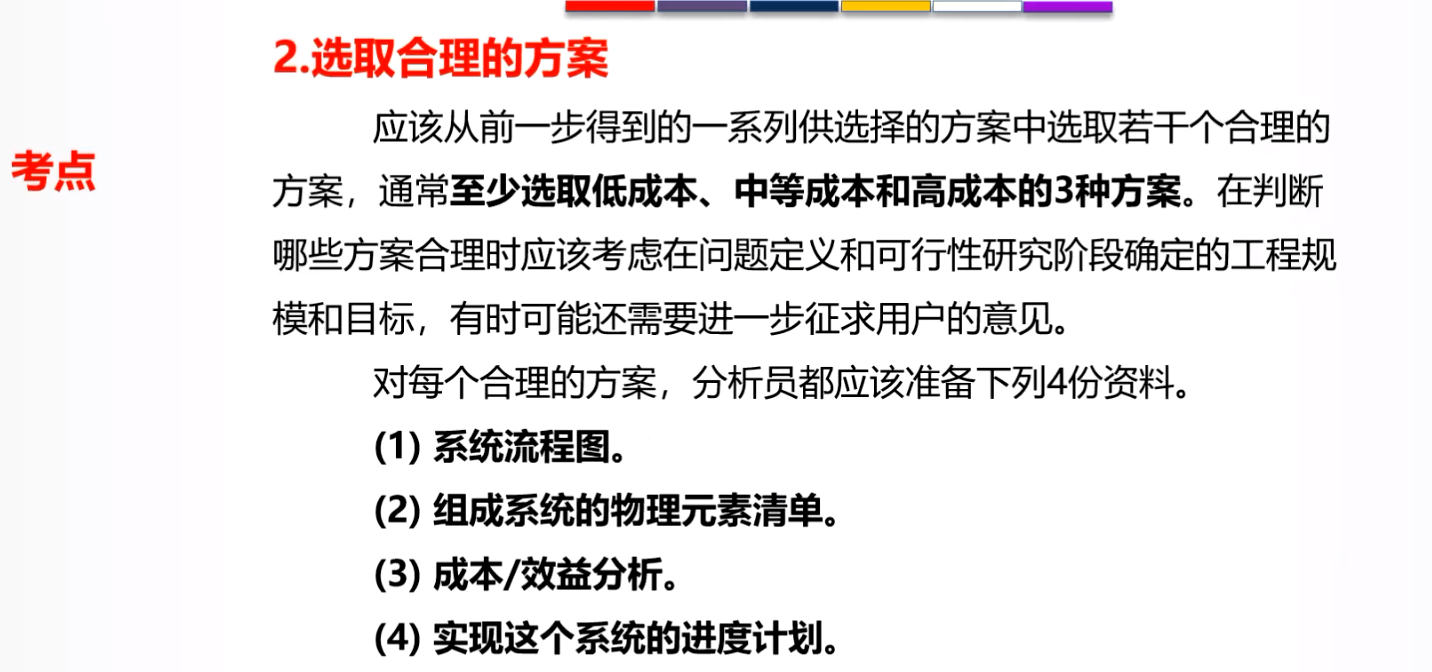 2.选取合理的方案
应该从前一步得到的一系列供选择的方案中选取若干个合理的
考点
方案，通常至少选取低成本、中等成本和高成本的3种方案。在判断
哪些方案合理时应该考虑在问题定义和可行性研究阶段确定的工程规
模和目标，有时可能还需要进一步征求用户的意见。
对每个合理的方案，分析员都应该准备下列4份资料。
(1) 系统流程图。
(2) 组成系统的物理元素清单。
(3) 成本/效益分析。
(4) 实现这个系统的进度计划。